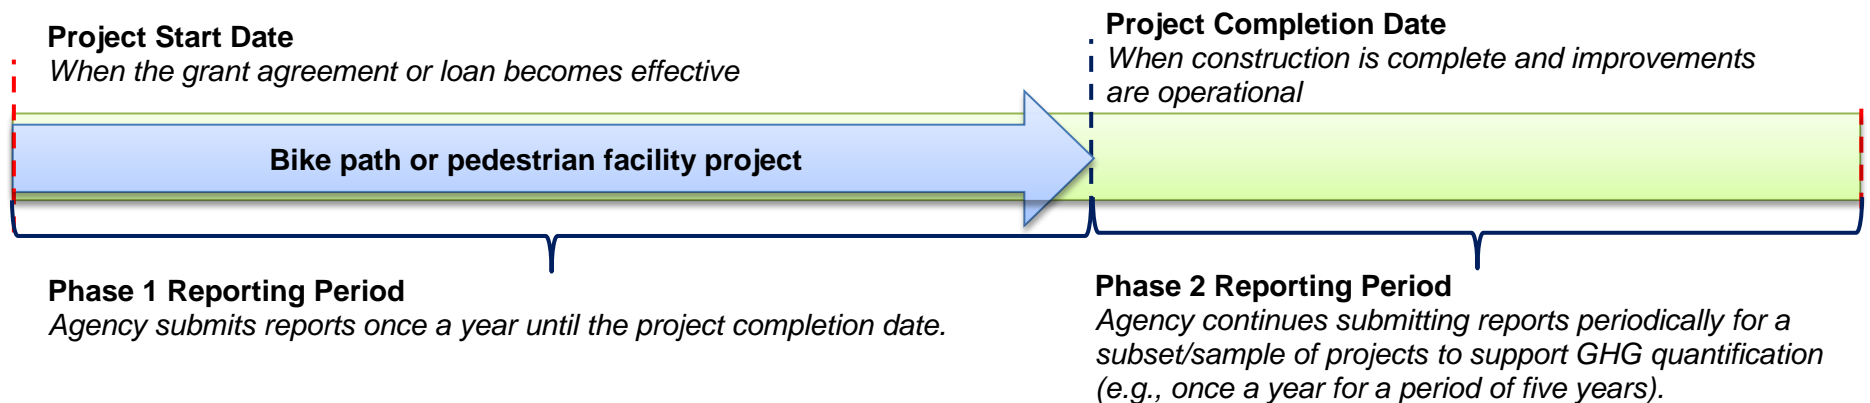 Project Start Date
When the grant agreement or loan becomes effective
Project Completion Date
When construction is complete and improvements
are operational
Bike path or pedestrian facility project
Phase 1 Reporting Period
Agency submits reports once a year until the project completion date.
Phase 2 Reporting Period
Agency continues submitting reports periodically for a
subset/sample of projects to support GHG quantification
(e.g., once a year for a period of five years).